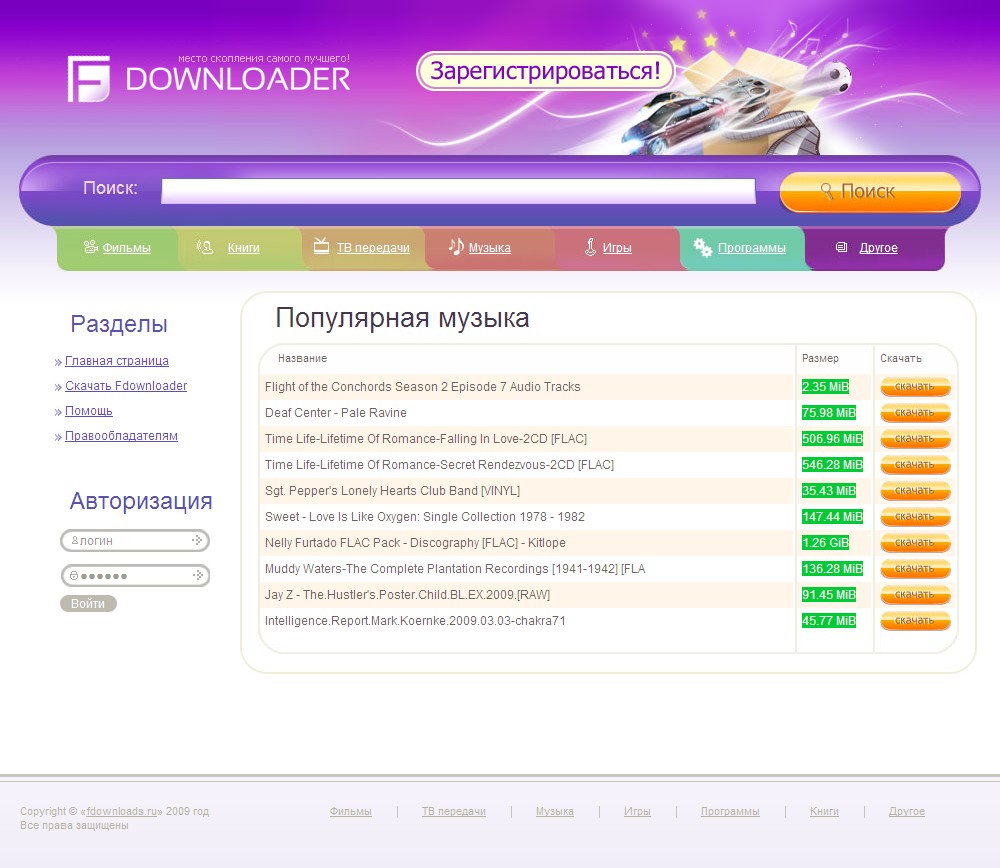 место скопления самого лучшего!
F DOWNLOADER
Зарегистрироваться!
Поиск:
Поиск
Фильмы
Книги
ТВ передачи
Музыка
Игры
Программы
Другое
Разделы
Главная страница
Скачать Fdownloader
Помощь
Правообладателям
Авторизация
логин
Войти
Популярная музыка
Название Размер Скачать
Flight of the Conchords Season 2 Episode 7 Audio Tracks 2.35 MiB скачать
Deaf Center - Pale Ravine 75.98 MiB скачать
Time Life-Lifetime Of Romance-Falling In Love-2CD [FLAC] 506.96 MiB скачать
Time Life-Lifetime Of Romance-Secret Rendezvous-2CD [FLAC] 546.28 MiB скачать
Sgt. Pepper's Lonely Hearts Club Band [VINYL] 35.43 MiB скачать
Sweet - Love Is Like Oxygen: Single Collection 1978 - 1982 147.44 MiB скачать
Nelly Furtado FLAC Pack - Discography [FLAC] - Kitlope 1.26 GiB скачать
Muddy Waters-The Complete Plantation Recordings [1941-1942] [FLA 136.28 MiB скачать
Jay Z - The.Hustler's.Poster.Child.BL.EX.2009.[RAW] 91.45 MiB скачать
Intelligence.Report.Mark.Koernke.2009.03.03-chakra71 45.77 MiB скачать
Copyright © «fdownloads.ru» 2009 год
Все права защищены
Фильмы | ТВ передачи | Музыка | Игры | Программы | Книги | Другое